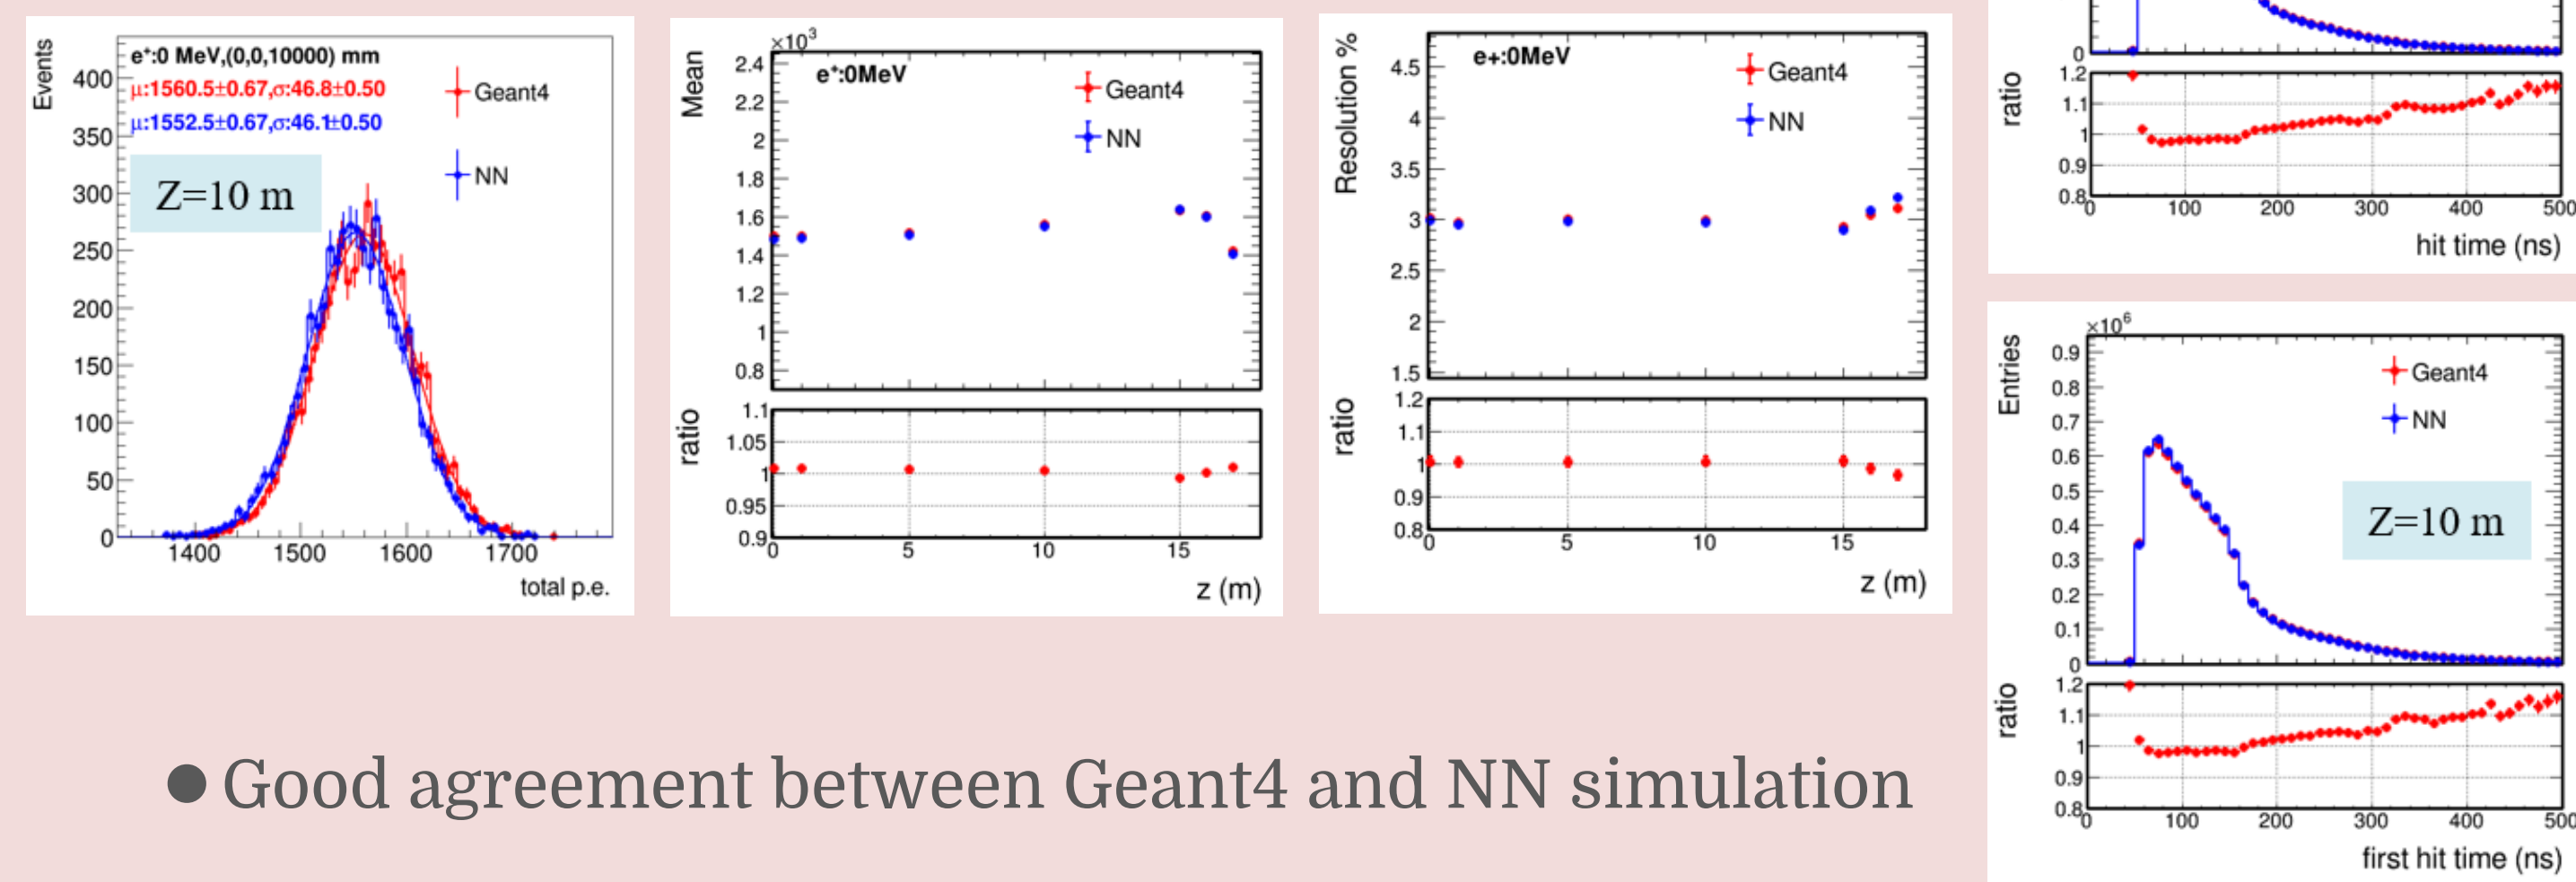 Events
e⁺:0 MeV,(0,0,10000) mm
μ:1560.5±0.67,σ:46.8±0.50
μ:1552.5±0.67,σ:46.1±0.50
Geant4
NN
Z=10 m
400
350
300
250
200
150
100
50
0
1400 1500 1600 1700
total p.e.
×10³
Mean
e⁺:0MeV
Geant4
NN
2.4
2.2
2
1.8
1.6
1.4
1.2
1
0.8
ratio
1.1
1.05
1
0.95
0.9
0 5 10 15
z (m)
Resolution %
e+:0MeV
Geant4
NN
4.5
4
3.5
3
2.5
2
1.5
ratio
1.2
1.1
1
0.9
0.8
0 5 10 15
z (m)
0
ratio
1.2
1.1
1
0.9
0.8
0 100 200 300 400 500
hit time (ns)
×10⁶
Entries
Geant4
NN
Z=10 m
0.9
0.8
0.7
0.6
0.5
0.4
0.3
0.2
0.1
0
ratio
1.2
1.1
1
0.9
0.8
0 100 200 300 400 500
first hit time (ns)
● Good agreement between Geant4 and NN simulation